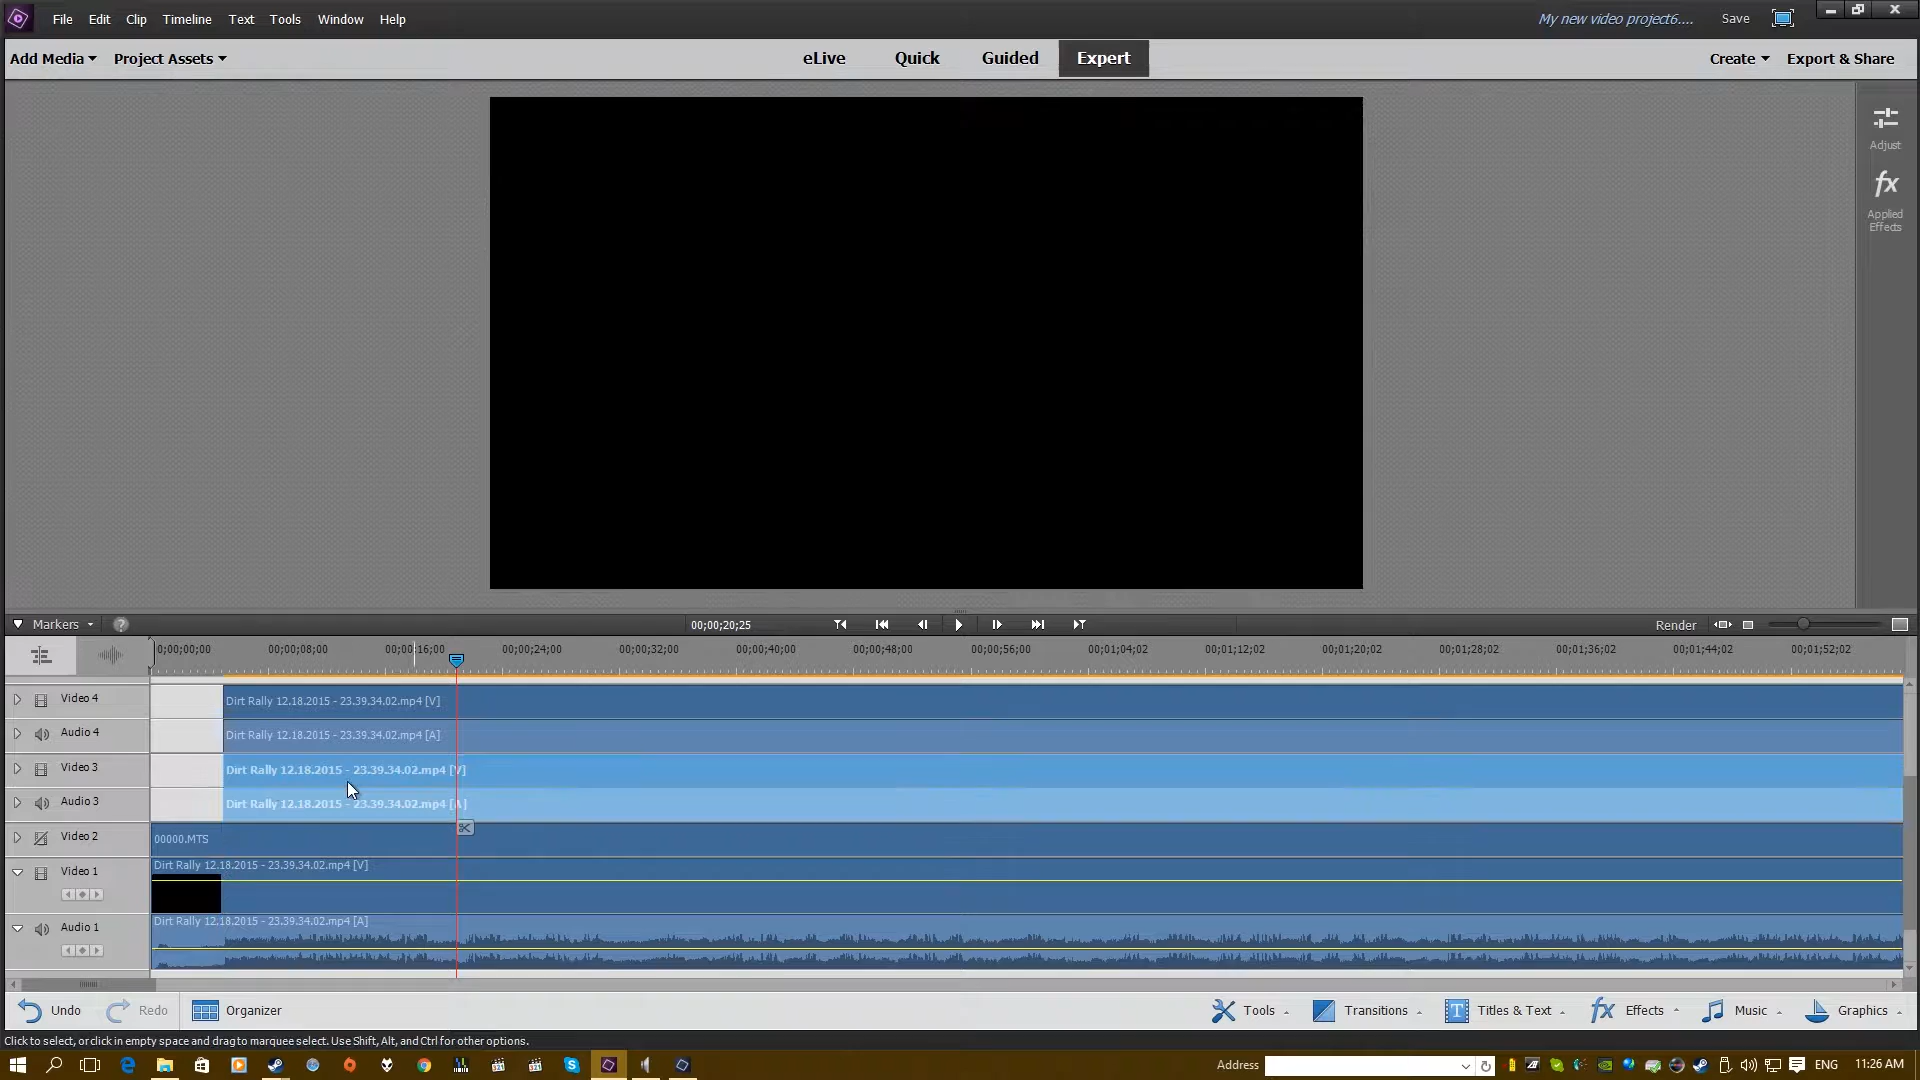 File Edit Clip Timeline Text Tools Window Help
My new video project6.... Save
Add Media Project Assets eLive Quick Guided Expert Create Export & Share
Adjust
fx
Applied
Effects
Markers ? 00;00;20;25 Render
0;00;00;00 00;00;08;00 00;00;16;00 00;00;24;00 00;00;32;00 00;00;40;00 00;00;48;00 00;00;56;00 00;01;04;02 00;01;12;02 00;01;20;02 00;01;28;02 00;01;36;02 00;01;44;02 00;01;52;02
Video 4 Dirt Rally 12.18.2015 - 23.39.34.02.mp4 [V]
Audio 4 Dirt Rally 12.18.2015 - 23.39.34.02.mp4 [A]
Video 3 Dirt Rally 12.18.2015 - 23.39.34.02.mp4 [V]
Audio 3 Dirt Rally 12.18.2015 - 23.39.34.02.mp4 [A]
Video 2 00000.MTS
Dirt Rally 12.18.2015 - 23.39.34.02.mp4 [V]
Video 1
Dirt Rally 12.18.2015 - 23.39.34.02.mp4 [A]
Audio 1
Undo Redo Organizer Tools Transitions T Titles & Text fx Effects Music Graphics
Click to select, or click in empty space and drag to marquee select. Use Shift, Alt, and Ctrl for other options.
Address ENG 11:26 AM